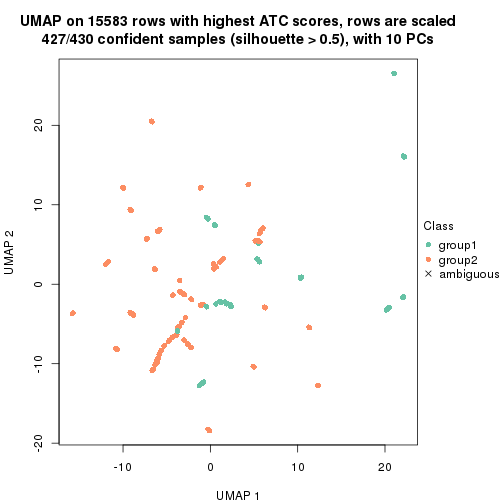 UMAP on 15583 rows with highest ATC scores, rows are scaled
427/430 confident samples (silhouette > 0.5), with 10 PCs
20
10
0
-10
-20
UMAP 2
-10
0
10
20
UMAP 1
Class
group1
group2
ambiguous